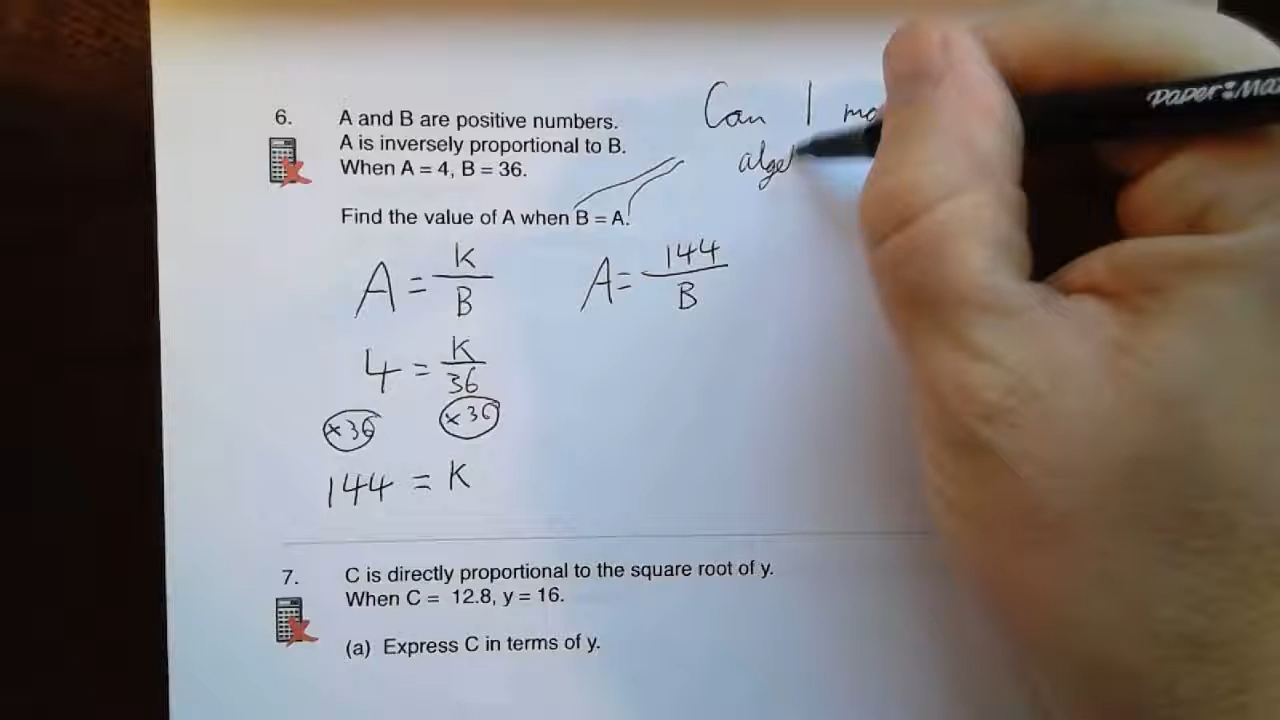 6. A and B are positive numbers.
A is inversely proportional to B.
When A = 4, B = 36.
Find the value of A when B = A.
Can I
A = K/B
4 = K/36
×36 ×36
144 = K
A = 144/B
7. C is directly proportional to the square root of y.
When C = 12.8, y = 16.
(a) Express C in terms of y.